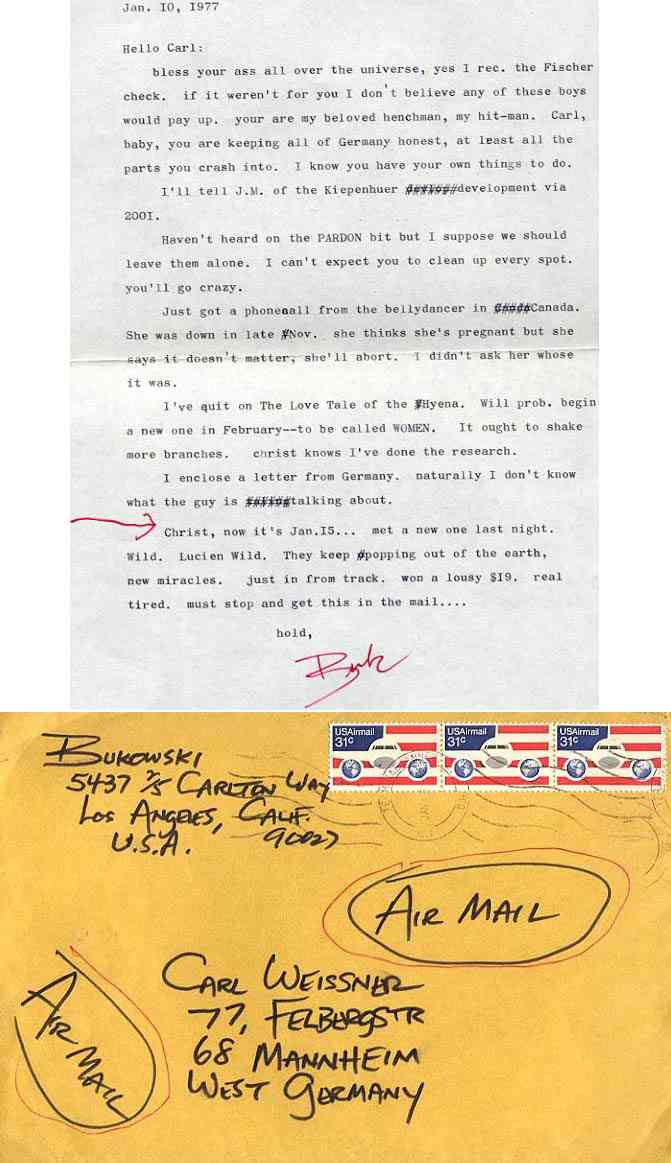 Jan. IO, 1977
Hello Carl:
bless your ass all over the universe, yes I rec. the Fischer
check. if it weren't for you I don't believe any of these boys
would pay up. your are my beloved henchman, my hit-man. Carl,
baby, you are keeping all of Germany honest, at least all the
parts you crash into. I know you have your own things to do.
I'll tell J.M. of the Kiepenhuer development via
200I.
Haven't heard on the PARDON bit but I suppose we should
leave them alone. I can't expect you to clean up every spot.
you'll go crazy.
Just got a phonecall from the bellydancer in #####Canada.
She was down in late #Nov. she thinks she's pregnant but she
says it doesn't matter, she'll abort. I didn't ask her whose
it was.
I've quit on The Love Tale of the #Hyena. Will prob. begin
a new one in February--to be called WOMEN. It ought to shake
more branches. christ knows I've done the research.
I enclose a letter from Germany. naturally I don't know
what the guy is ######talking about.
Christ, now it's Jan.I5... met a new one last night.
Wild. Lucien Wild. They keep #popping out of the earth,
new miracles. just in from track. won a lousy $I9. real
tired. must stop and get this in the mail....
hold,
Buk
BUKOWSKI
5437 2/5 CARLTON WAY
LOS ANGELES, CALIF.
U.S.A. 90027
USAirmail
31c
USAirmail
31c
USAirmail
31c
AIR MAIL
CARL WEISSNER
77, FELBERGSTR
68 MANNHEIM
WEST GERMANY
AIR MAIL